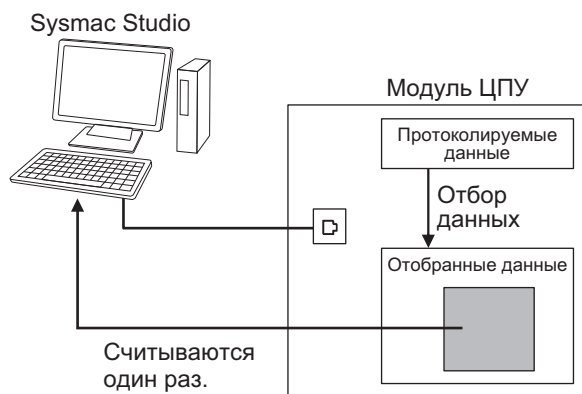 Sysmac Studio
Модуль ЦПУ
Протоколируемые
данные
Отбор
данных
Отобранные данные
Считываются
один раз.